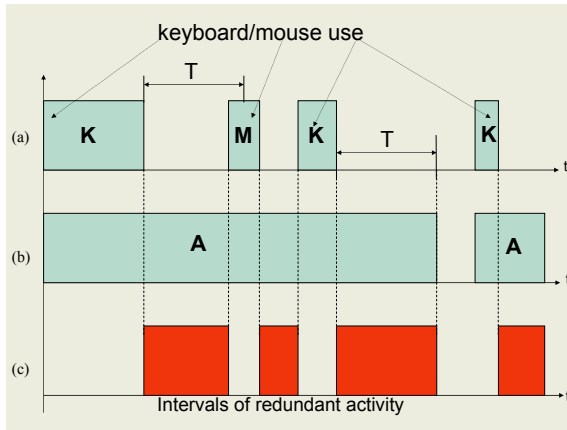 keyboard/mouse use
T
(a)
K
M
K
T
K
t
(b)
A
A
t
(c)
t
Intervals of redundant activity